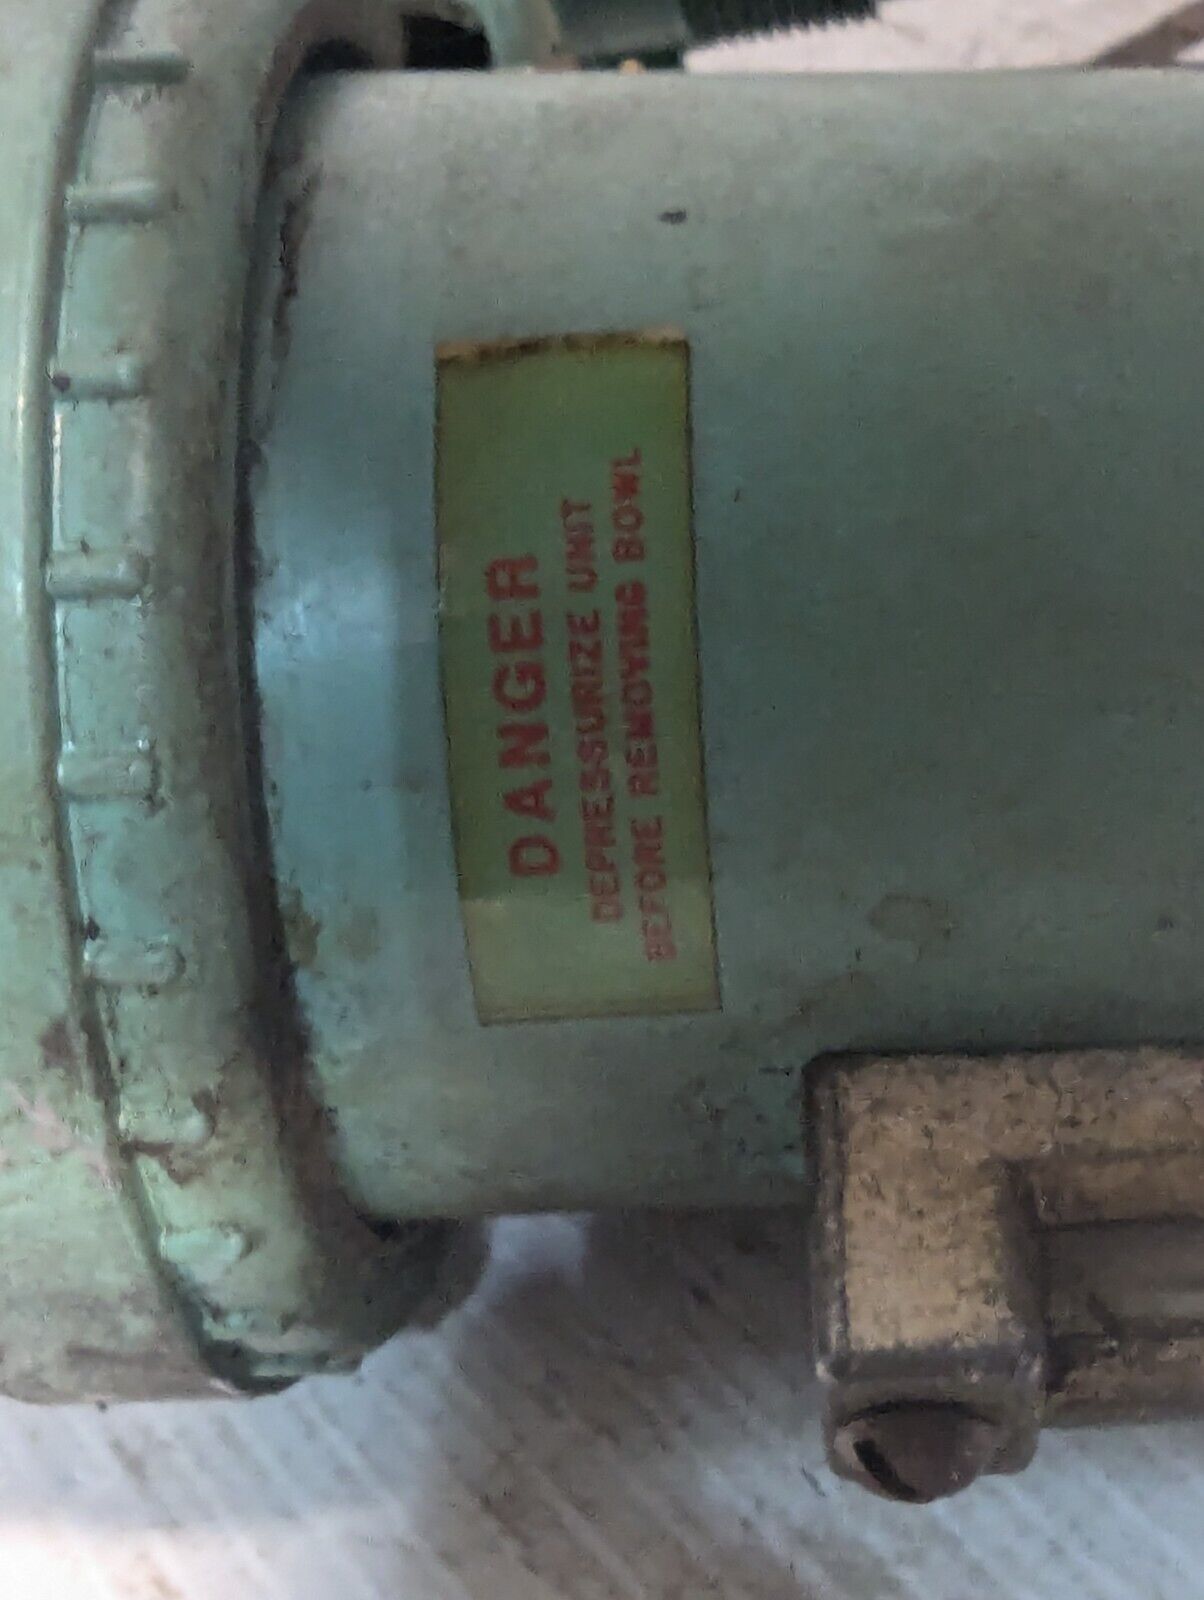 DANGER
DEPRESSURIZE UNIT
BEFORE REMOVING BOWL